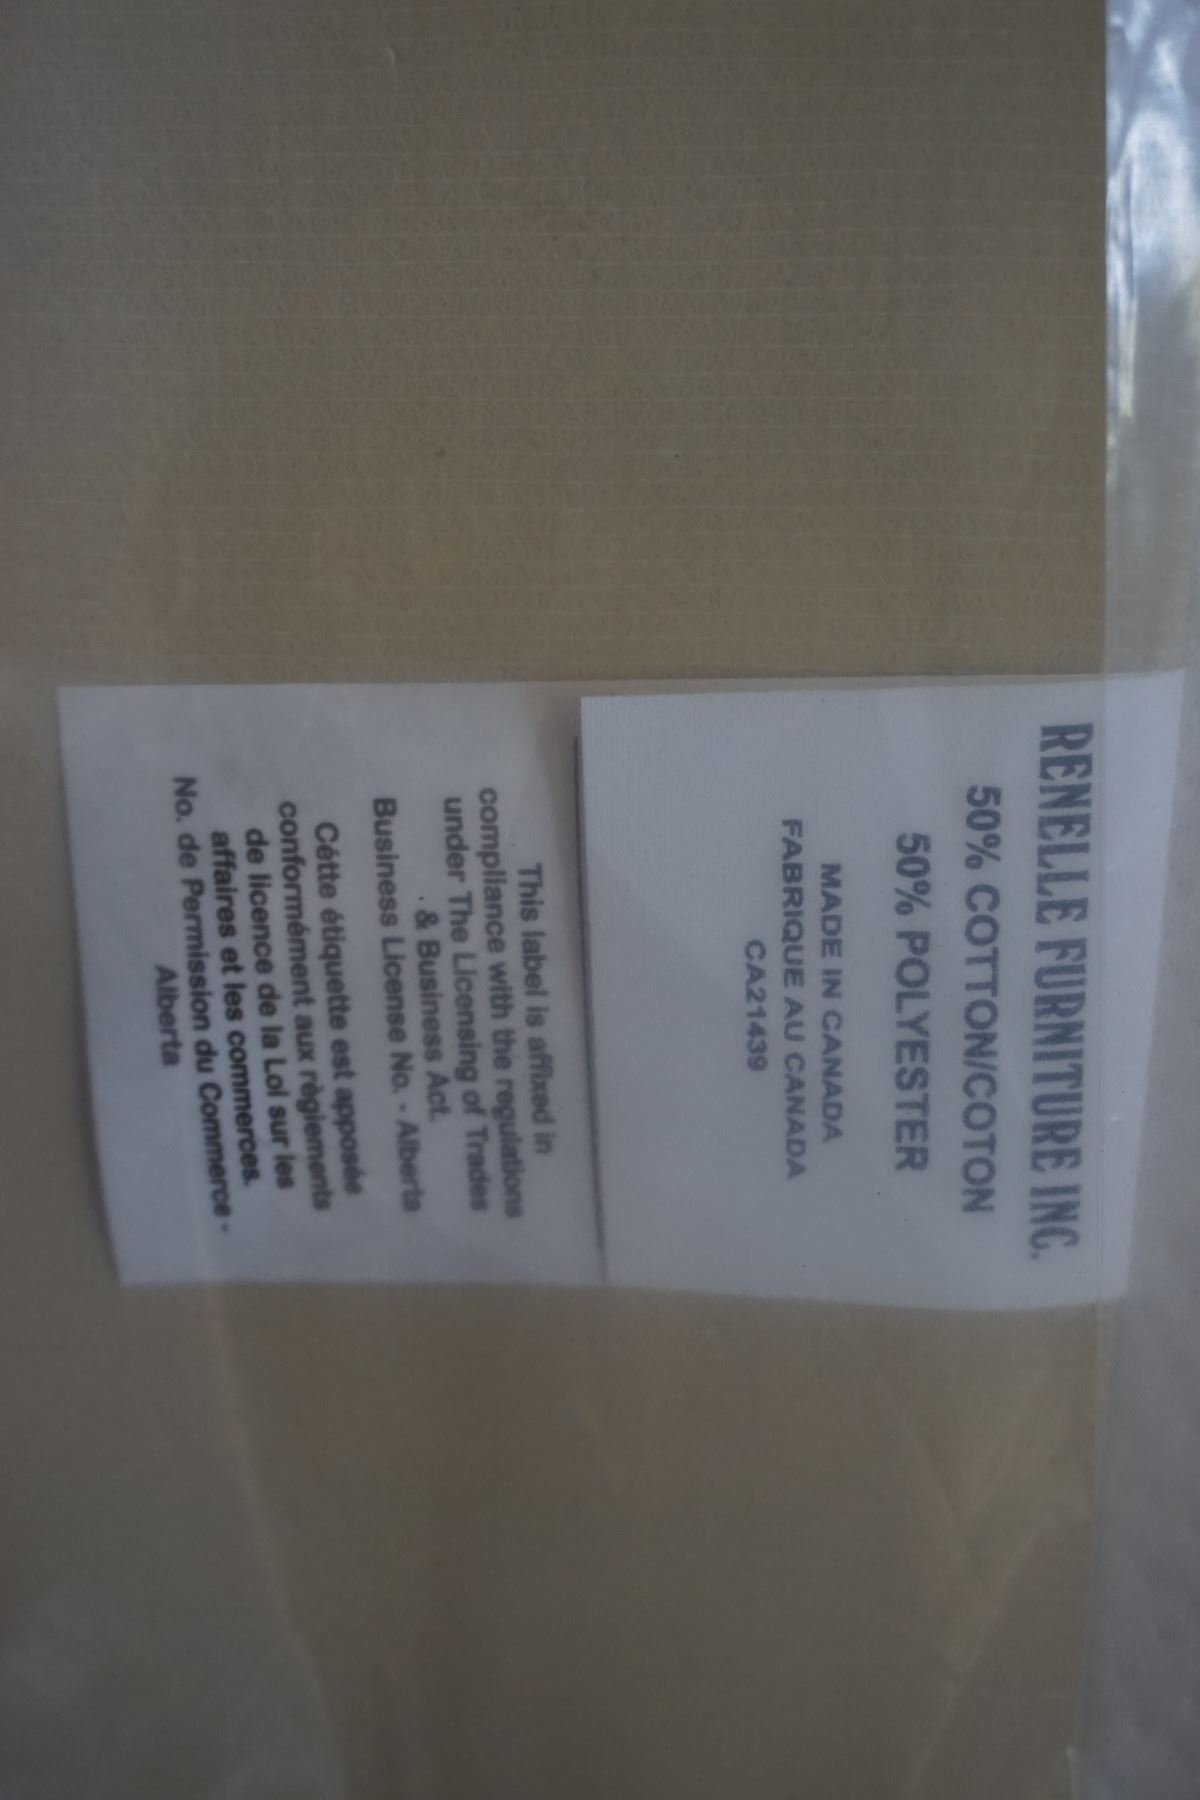 RENELLE FURNITURE INC.
50% COTTON/COTON
50% POLYESTER
MADE IN CANADA
FABRIQUE AU CANADA
CA21439
This label is affixed in
compliance with the regulations
under The Licensing of Trades
& Business Act.
Business License No. - Alberta
Cétte étiquette est apposée
conformément aux règlements
de licence de la Loi sur les
affaires et les commerces.
No. de Permission du Commerce -
Alberta